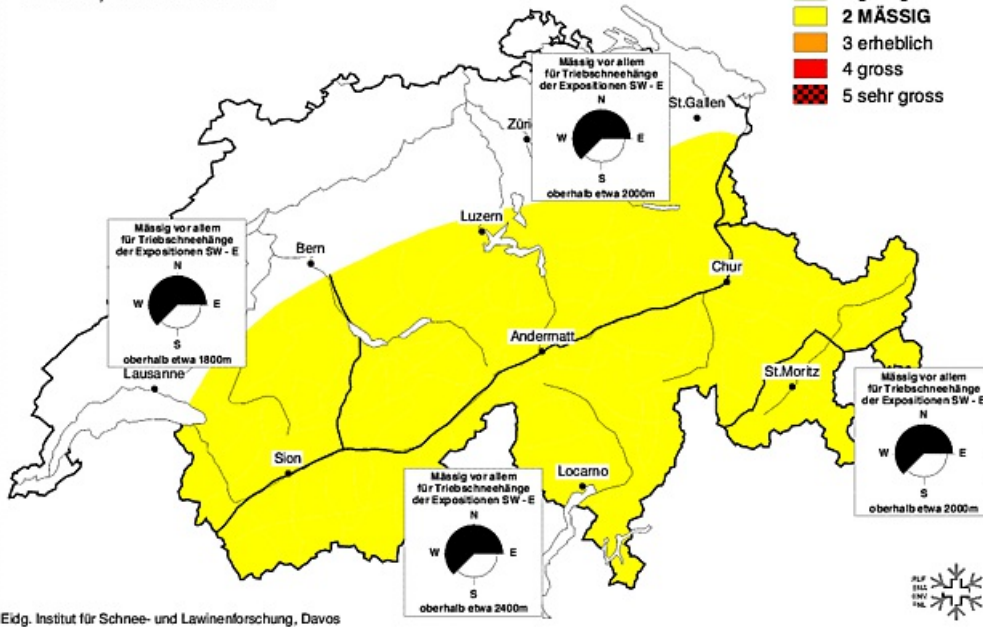 2 MÄSSIG
3 erheblich
4 gross
5 sehr gross
Mässig vor allem
für Triebschneehänge
der Expositionen SW - E
N
W E
S
oberhalb etwa 2000m
St.Gallen
Züri
Mässig vor allem
für Triebschneehänge
der Expositionen SW - E
N
W E
S
oberhalb etwa 1800m
Luzern
Bern
Chur
Andermatt
Lausanne
St.Moritz
Mässig vor allem
für Triebschneehänge
der Expositionen SW - E
N
W E
S
oberhalb etwa 2000m
Sion
Locarno
Mässig vor allem
für Triebschneehänge
der Expositionen SW - E
N
W E
S
oberhalb etwa 2400m
Eidg. Institut für Schnee- und Lawinenforschung, Davos